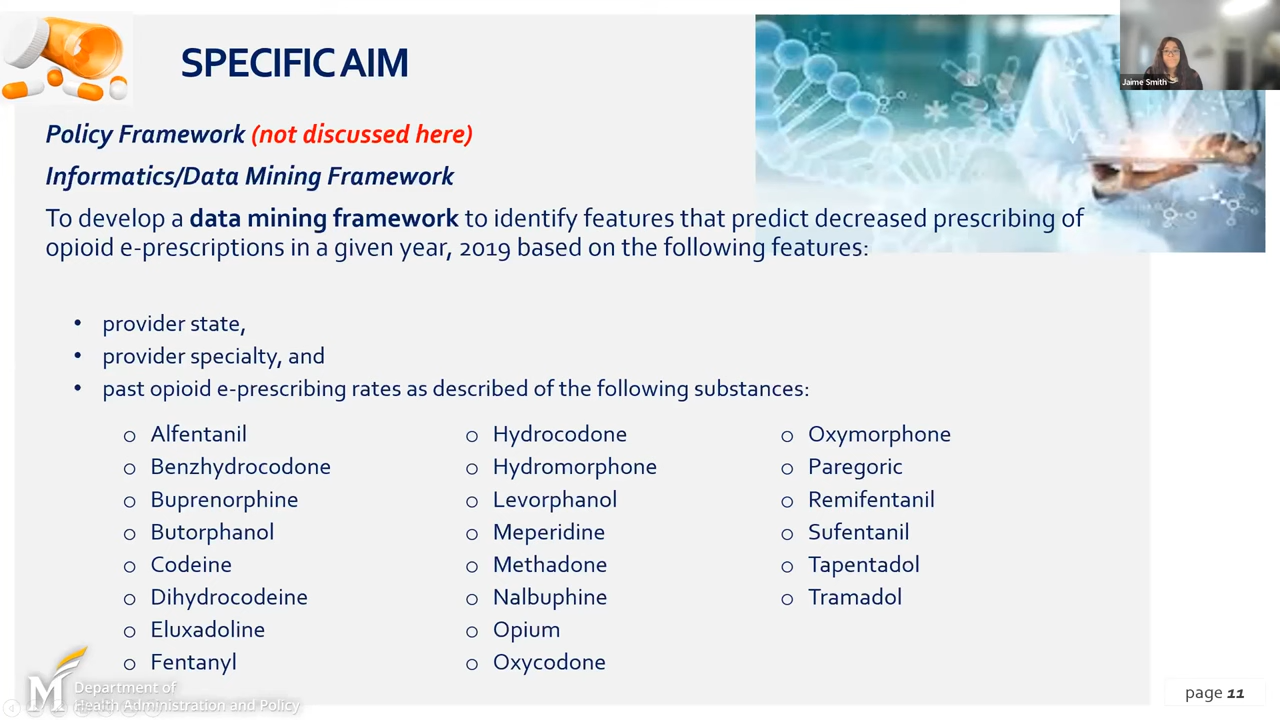 SPECIFIC AIM
Jaime Smith
Policy Framework (not discussed here)
Informatics/Data Mining Framework
To develop a data mining framework to identify features that predict decreased prescribing of
opioid e-prescriptions in a given year, 2019 based on the following features:
• provider state,
• provider specialty, and
• past opioid e-prescribing rates as described of the following substances:
o Alfentanil
o Benzhydrocodone
o Buprenorphine
o Butorphanol
o Codeine
o Dihydrocodeine
o Eluxadoline
o Fentanyl
o Hydrocodone
o Hydromorphone
o Levorphanol
o Meperidine
o Methadone
o Nalbuphine
o Opium
o Oxycodone
o Oxymorphone
o Paregoric
o Remifentanil
o Sufentanil
o Tapentadol
o Tramadol
M
Department of
Health Administration and Policy
page 11